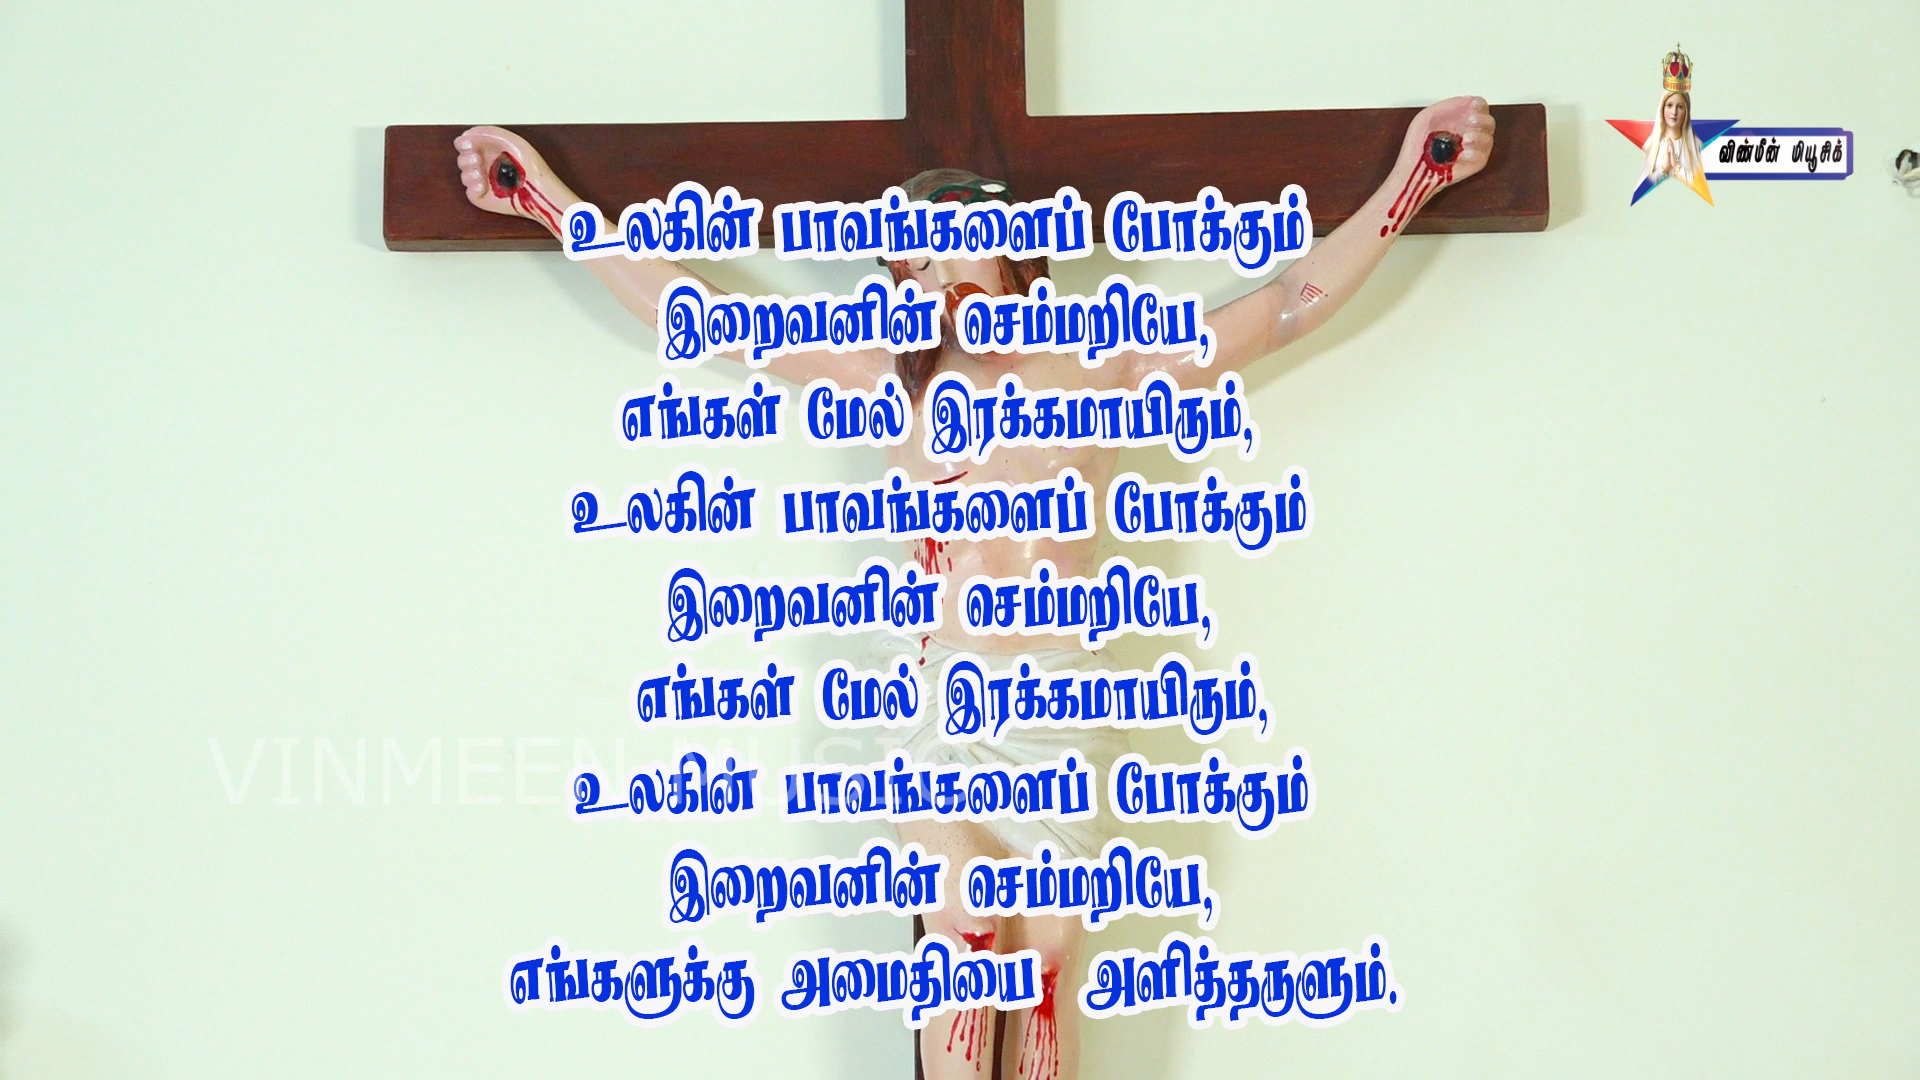 விண்மீன் மியூசிக்
உலகின் பாவங்களைப் போக்கும்
இறைவனின் செம்மறியே,
எங்கள் மேல் இரக்கமாயிரும்,
உலகின் பாவங்களைப் போக்கும்
இறைவனின் செம்மறியே,
எங்கள் மேல் இரக்கமாயிரும்,
VINMEEN MUSIC
உலகின் பாவங்களைப் போக்கும்
இறைவனின் செம்மறியே,
எங்களுக்கு அமைதியை அளித்தருளும்.